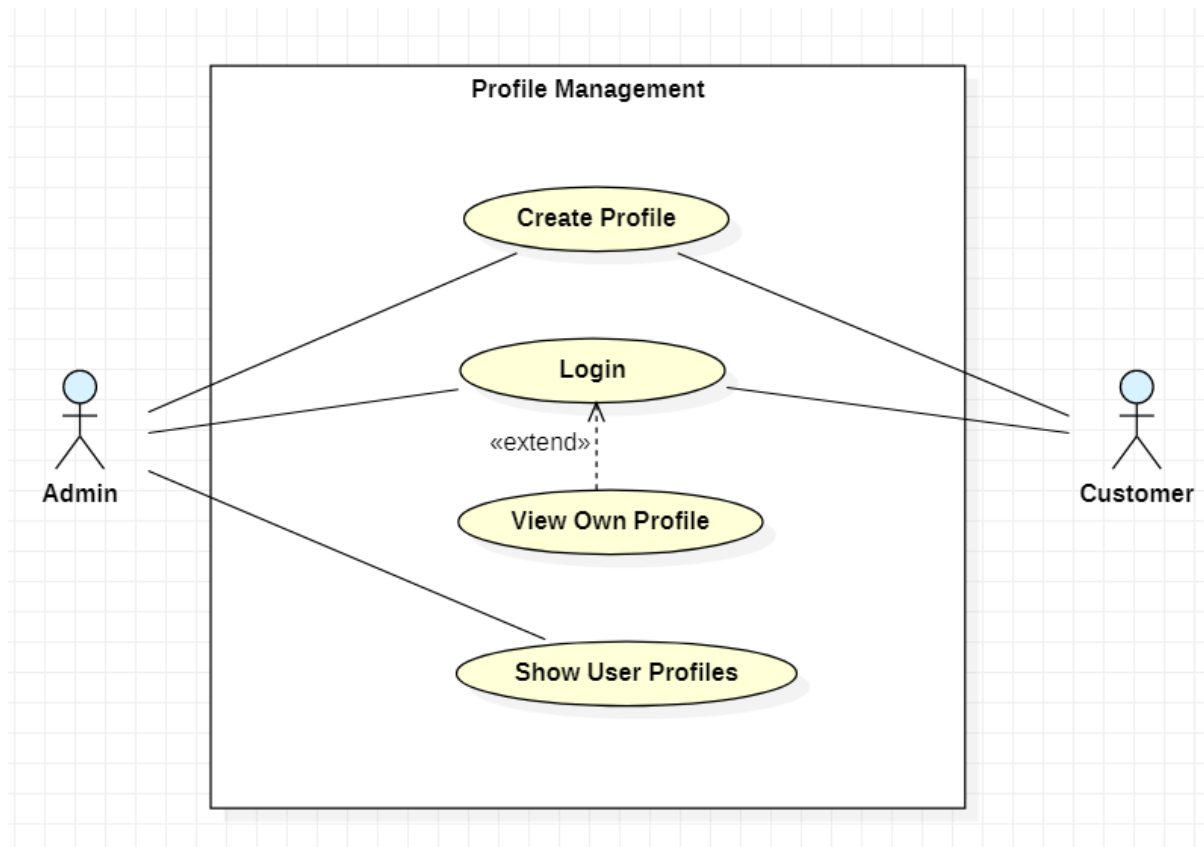 Profile Management
Create Profile
Login
«extend»
Admin
Customer
View Own Profile
Show User Profiles